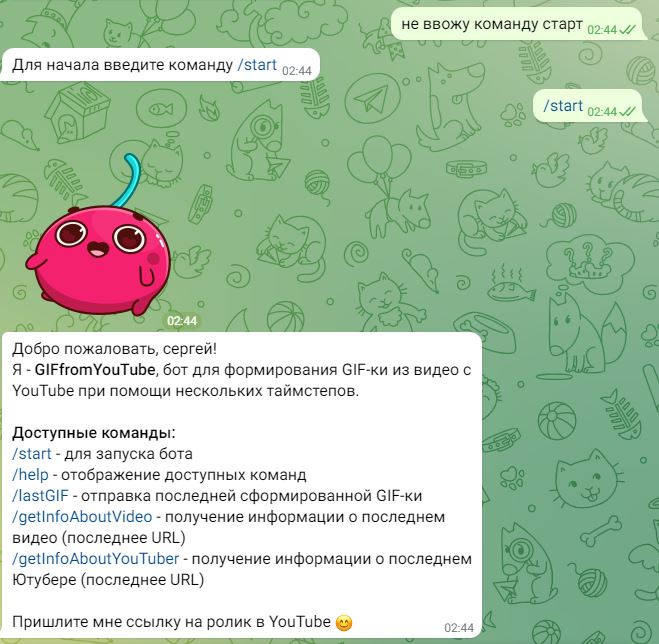 не ввожу команду старт 02:44
Для начала введите команду /start 02:44
/start 02:44
02:44
Добро пожаловать, сергей!
Я - GIFfromYouTube, бот для формирования GIF-ки из видео с
YouTube при помощи нескольких таймстепов.
Доступные команды:
/start - для запуска бота
/help - отображение доступных команд
/lastGIF - отправка последней сформированной GIF-ки
/getInfoAboutVideo - получение информации о последнем
видео (последнее URL)
/getInfoAboutYouTuber - получение информации о последнем
Ютубере (последнее URL)
Пришлите мне ссылку на ролик в YouTube 😊 02:44